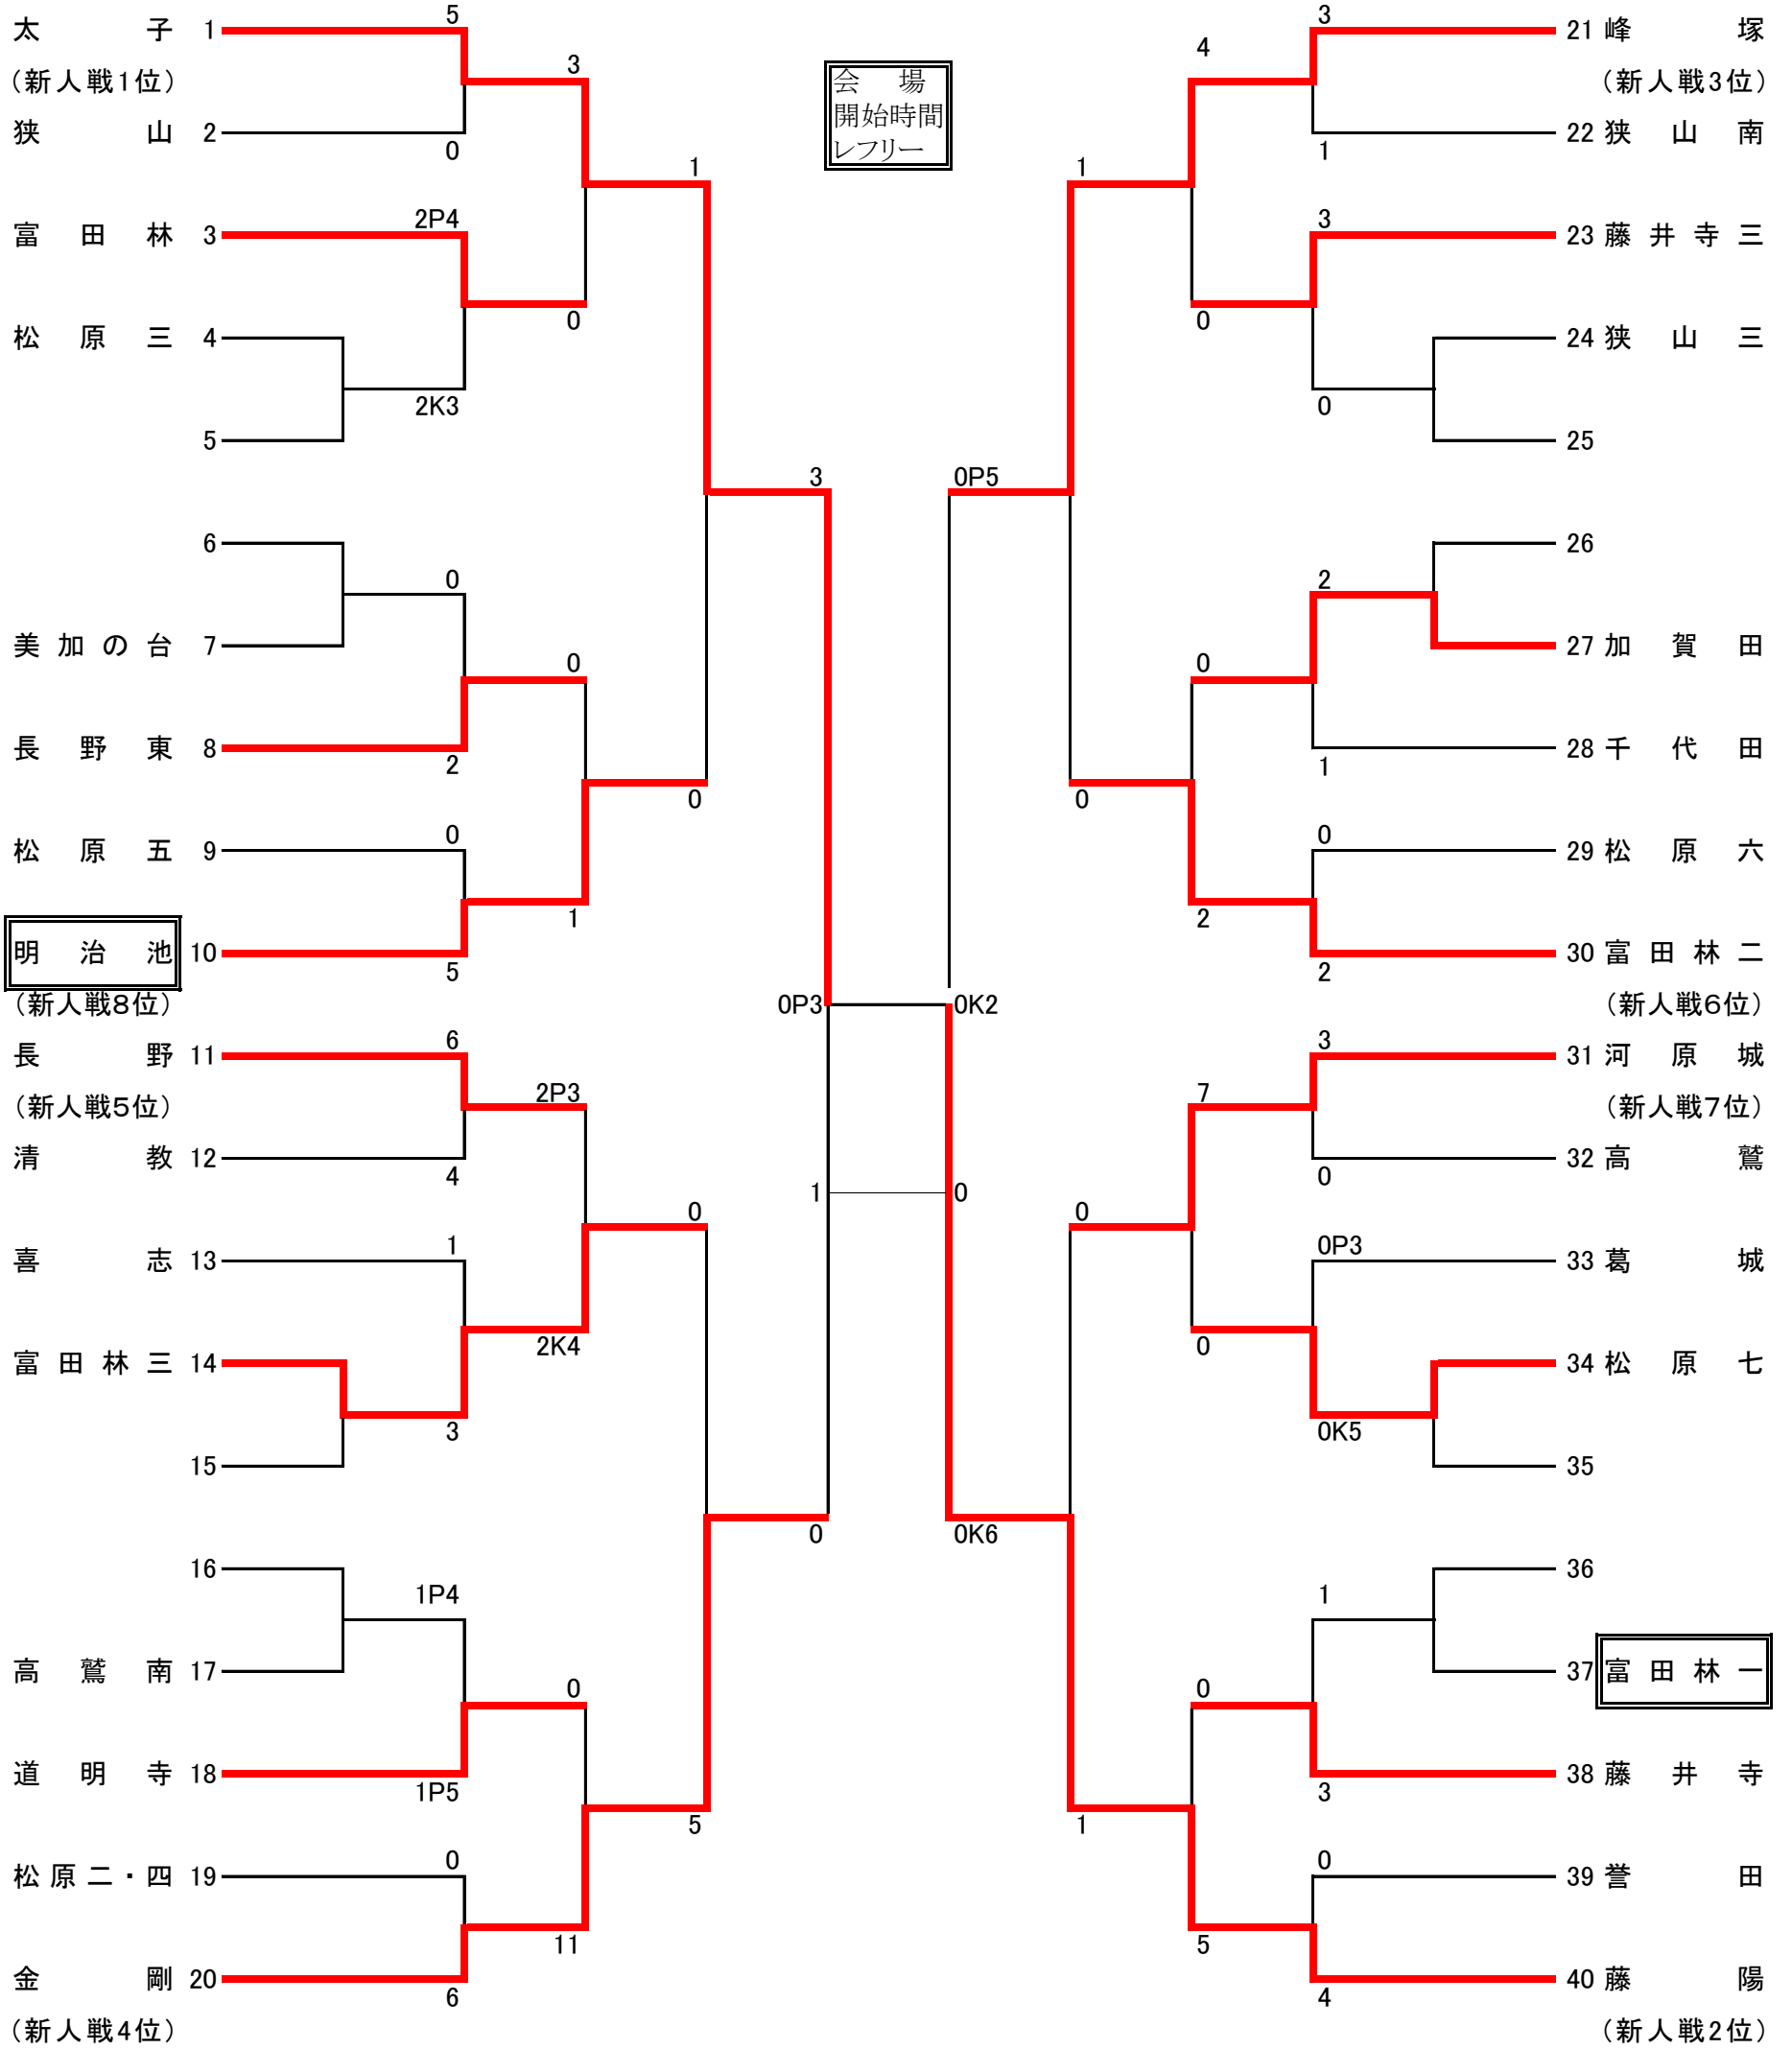 太子 1
(新人戦1位)
狭山 2
富田林 3
松原三 4
5
6
美加の台 7
長野東 8
松原五 9
明治池 10
(新人戦8位)
長野 11
(新人戦5位)
清教 12
喜志 13
富田林三 14
15
16
高鷲南 17
道明寺 18
松原二・四 19
金剛 20
(新人戦4位)
5
0
2P4
2K3
0
2
0
5
6
4
1
3
1P4
1P5
0
6
3
0
0
1
2P3
2K4
0
11
1
0
0
5
3
0
0P3
1
会場
開始時間
レフリー
0P5
0K2
0
0K6
1
0
0
1
4
0
0
2
7
0
0
5
3
1
3
0
2
1
0
2
3
0
0P3
0K5
1
3
0
4
21 峰塚
(新人戦3位)
22 狭山南
23 藤井寺三
24 狭山三
25
26
27 加賀田
28 千代田
29 松原六
30 富田林二
(新人戦6位)
31 河原城
(新人戦7位)
32 高鷲
33 葛城
34 松原七
35
36
37 富田林一
38 藤井寺
39 誉田
40 藤陽
(新人戦2位)